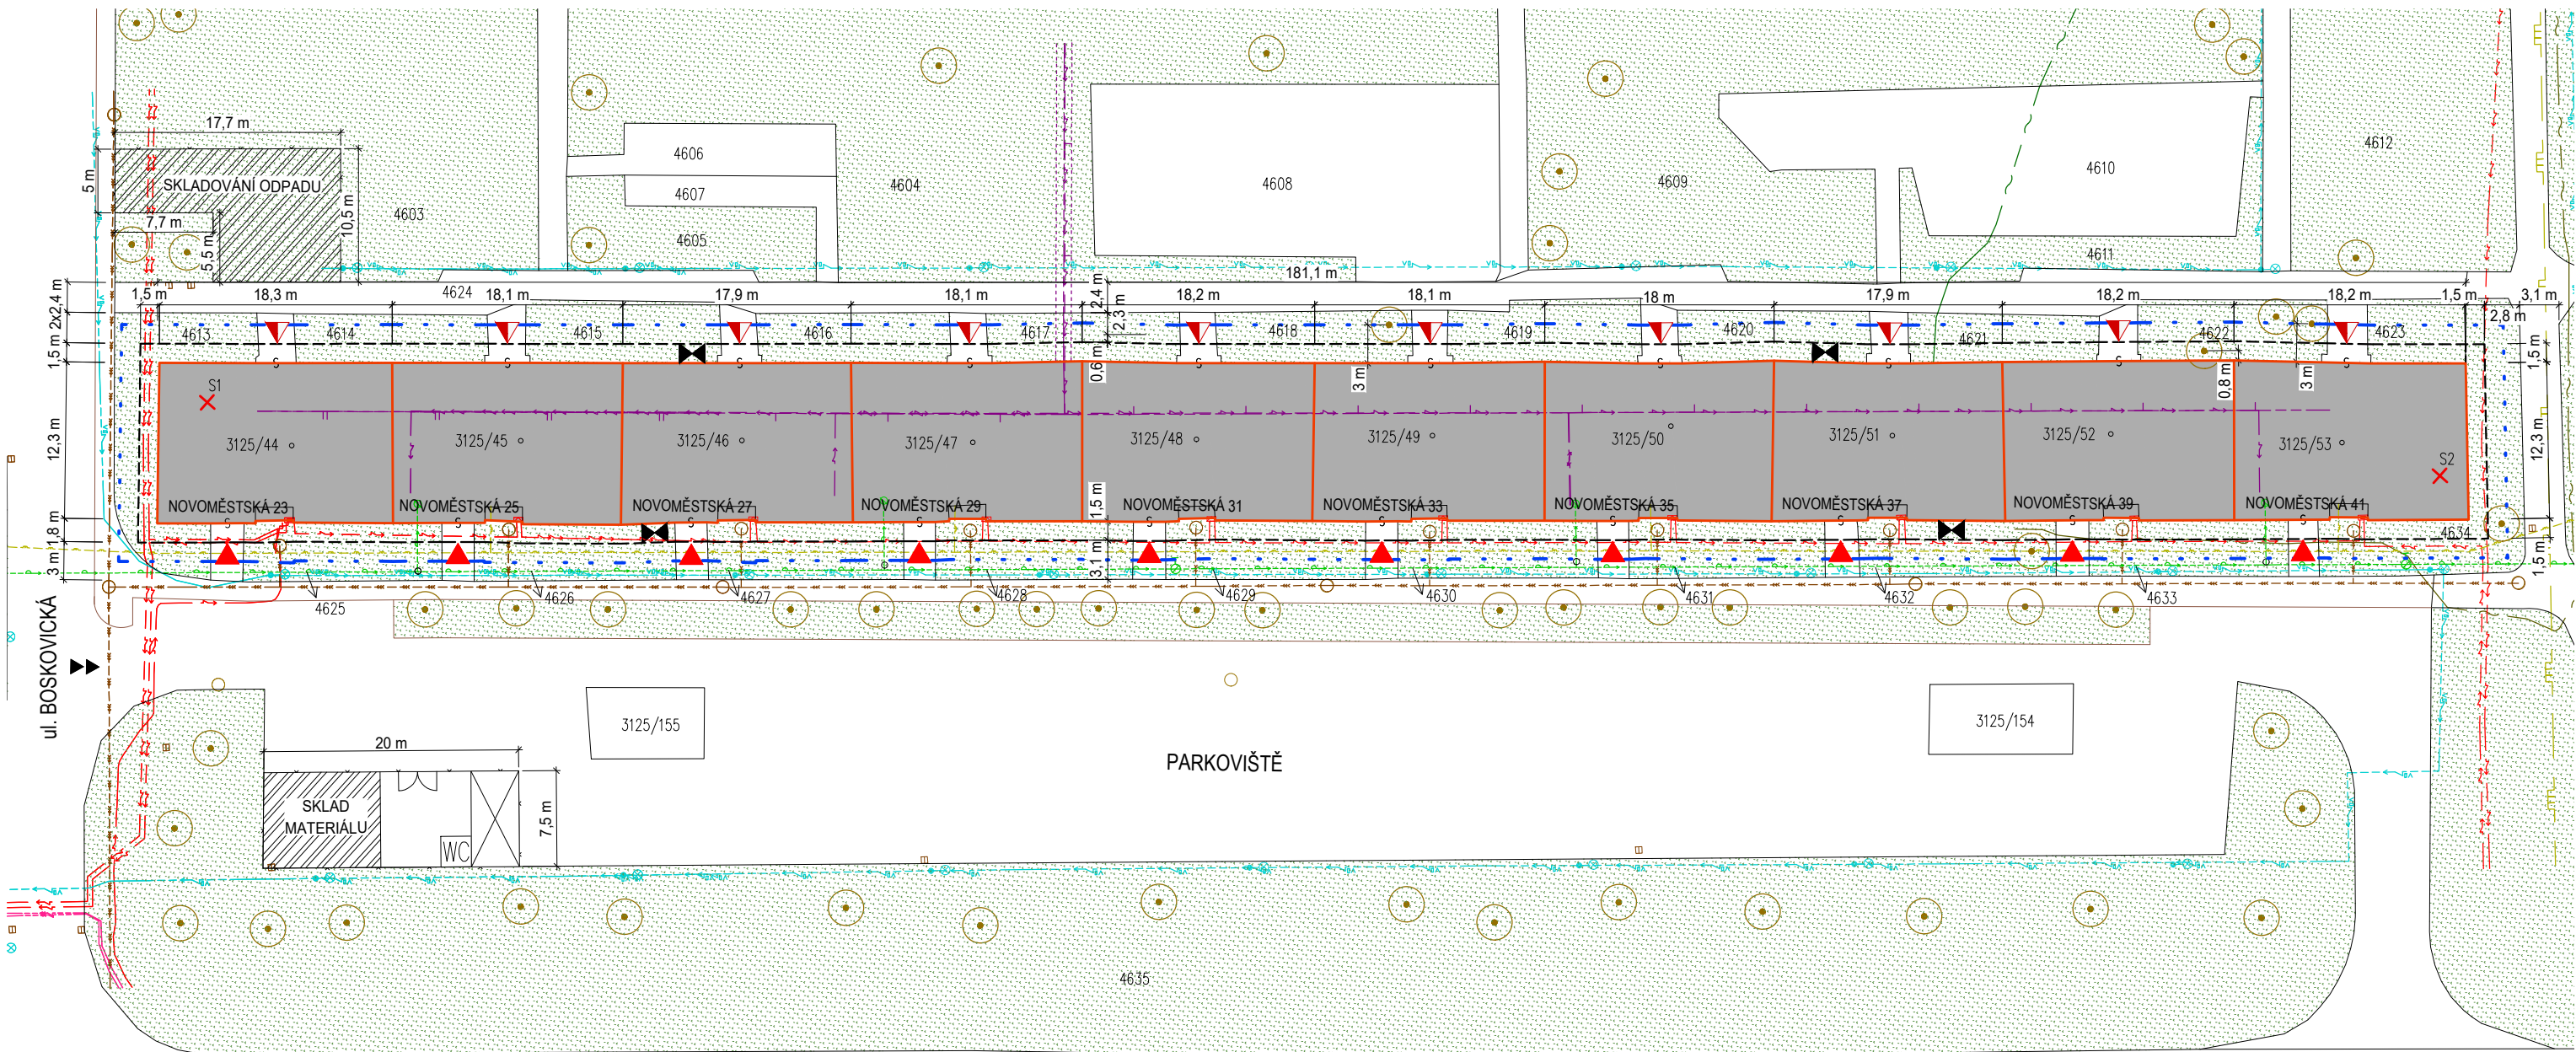 17,7 m
SKLADOVÁNÍ ODPADU
5 m
7,7 m
5,5 m
10,5 m
4603
4606
4607
4605
4604
4608
4609
4610
4611
4612
181,1 m
1,5 m
18,3 m
4624
18,1 m
17,9 m
18,1 m
2,4 m
2,3 m
18,2 m
18,1 m
18 m
17,9 m
18,2 m
18,2 m
1,5 m
3,1 m
2,8 m
2x2,4 m
1,5 m
4613
4614
4615
4616
4617
4618
4619
4620
4621
4622
4623
0,6 m
3 m
0,8 m
3 m
1,5 m
S
S
S
S
S
S
S
S
S
S
S1
12,3 m
3125/44
3125/45
3125/46
3125/47
3125/48
3125/49
3125/50
3125/51
3125/52
3125/53
S2
12,3 m
NOVOMĚSTSKÁ 23
NOVOMĚSTSKÁ 25
NOVOMĚSTSKÁ 27
NOVOMĚSTSKÁ 29
1,5 m
NOVOMĚSTSKÁ 31
NOVOMĚSTSKÁ 33
NOVOMĚSTSKÁ 35
NOVOMĚSTSKÁ 37
NOVOMĚSTSKÁ 39
NOVOMĚSTSKÁ 41
S
S
S
S
S
S
S
S
S
S
4634
1,8 m
3 m
3,1 m
1,5 m
4625
4626
4627
4628
4629
4630
4631
4632
4633
ul. BOSKOVICKÁ
3125/155
3125/154
PARKOVIŠTĚ
20 m
SKLAD
MATERIÁLU
WC
7,5 m
4635